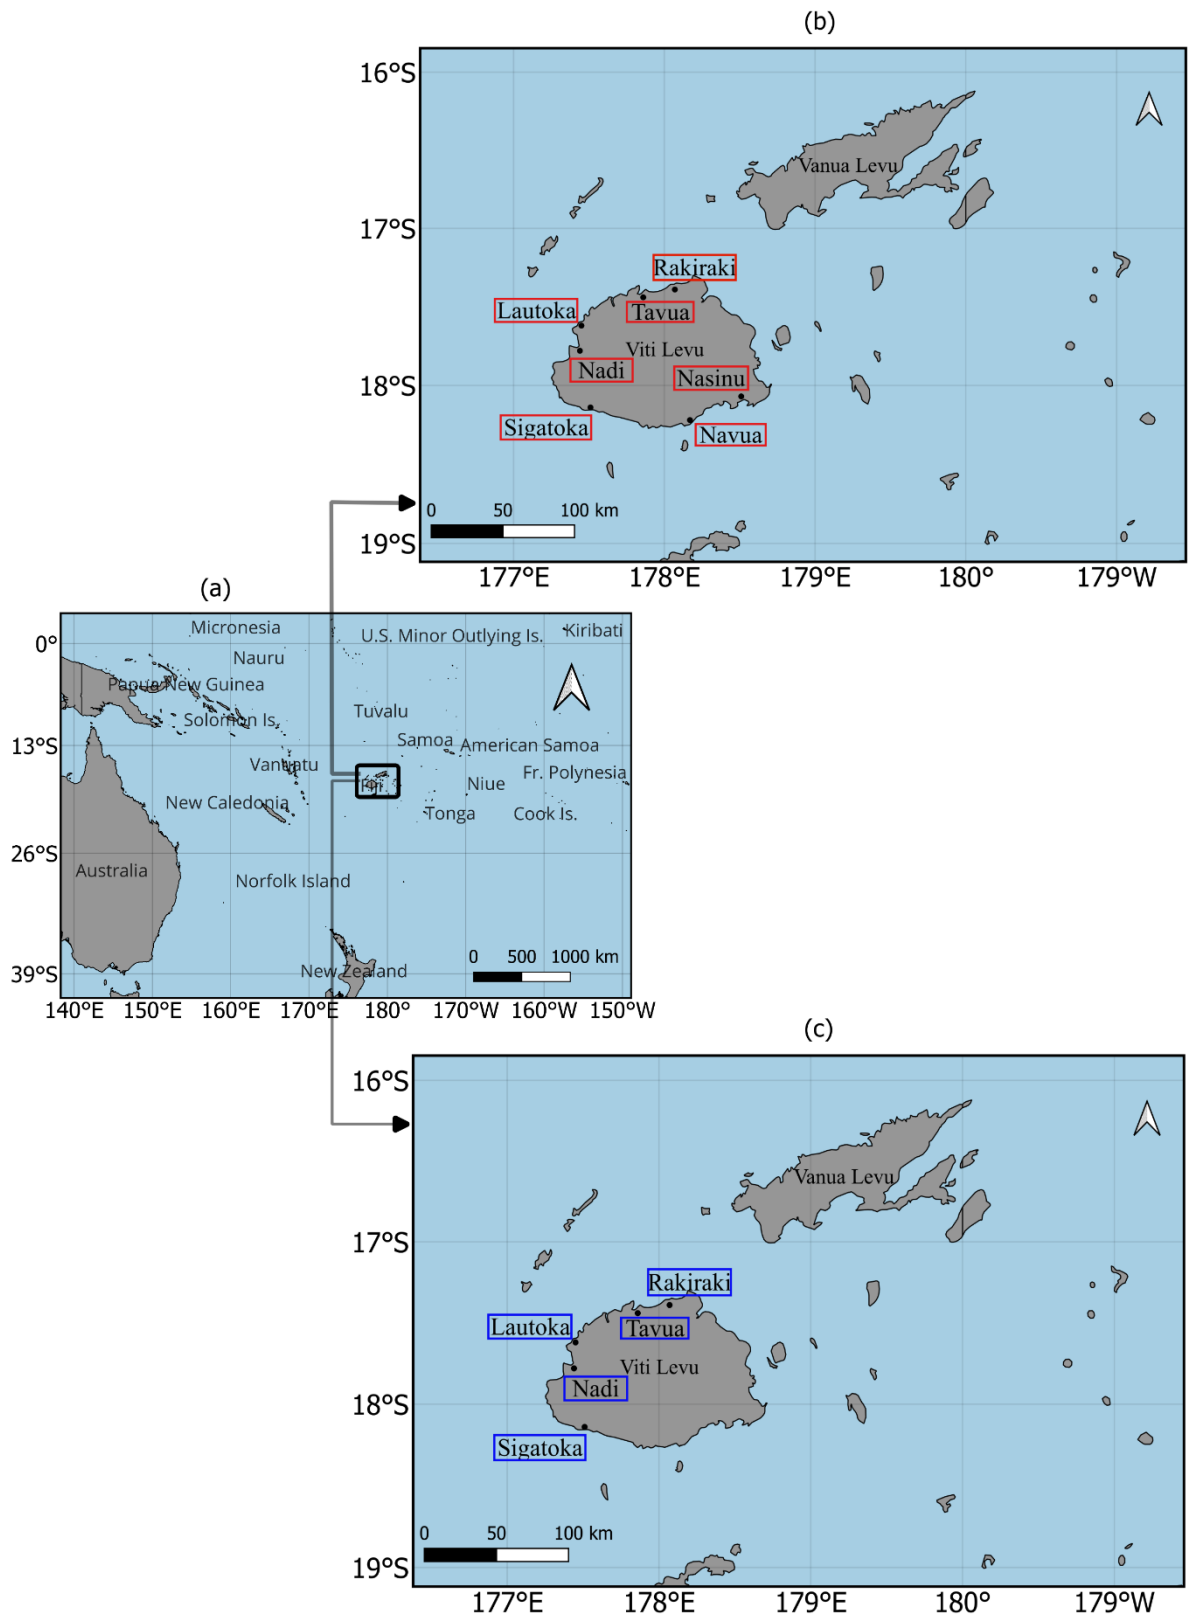 (b)
16°S
17°S
18°S
19°S
Vanua Levu
Rakiraki
Lautoka
Tavua
Viti Levu
Nadi
Nasinu
Sigatoka
Navua
0 50 100 km
177°E 178°E 179°E 180° 179°W
(a)
0°
13°S
26°S
39°S
Micronesia
U.S. Minor Outlying Is.
Kiribati
Nauru
Papua New Guinea
Solomon Is.
Tuvalu
Samoa
American Samoa
Vanuatu
Fiji
Niue
Fr. Polynesia
New Caledonia
Tonga
Cook Is.
Australia
Norfolk Island
New Zealand
0 500 1000 km
140°E 150°E 160°E 170°E 180° 170°W 160°W 150°W
(c)
16°S
17°S
18°S
19°S
Vanua Levu
Rakiraki
Lautoka
Tavua
Viti Levu
Nadi
Sigatoka
0 50 100 km
177°E 178°E 179°E 180° 179°W